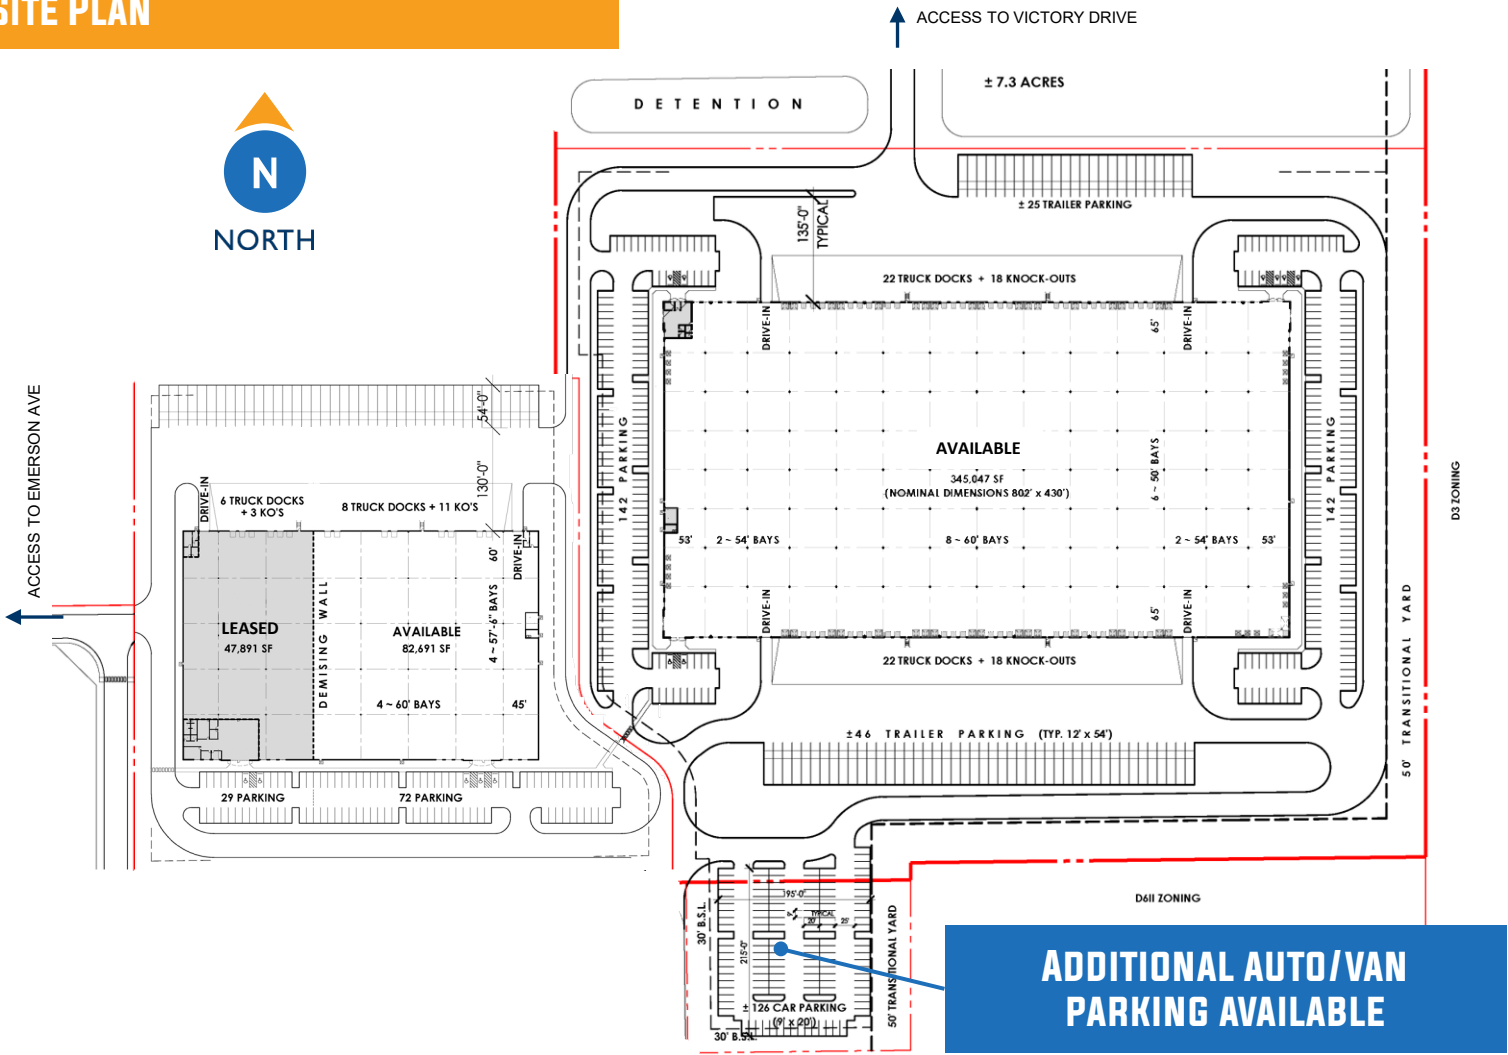 SITE PLAN
ACCESS TO VICTORY DRIVE
± 7.3 ACRES
DETENTION
N
NORTH
135'-0"
TYPICAL
± 25 TRAILER PARKING
22 TRUCK DOCKS + 18 KNOCK-OUTS
DRIVE-IN
65'
DRIVE-IN
ACCESS TO EMERSON AVE
54'-0"
130'-0"
142 PARKING
AVAILABLE
345,047 SF
(NOMINAL DIMENSIONS 802' x 430')
6 ~ 50' BAYS
142 PARKING
D3 ZONING
53'
2 ~ 54' BAYS
8 ~ 60' BAYS
2 ~ 54' BAYS
53'
DRIVE-IN
6 TRUCK DOCKS
+ 3 KO'S
8 TRUCK DOCKS + 11 KO'S
60'
DRIVE-IN
LEASED
47,891 SF
DEMISING WALL
AVAILABLE
82,691 SF
4 ~ 57'-6" BAYS
4 ~ 60' BAYS
45'
DRIVE-IN
65'
DRIVE-IN
22 TRUCK DOCKS + 18 KNOCK-OUTS
50' TRANSITIONAL YARD
±46 TRAILER PARKING (TYP. 12' x 54')
29 PARKING
72 PARKING
195'-0"
9'
TYPICAL
20'
25'
30' B.S.L.
215'-0"
50' TRANSITIONAL YARD
D6II ZONING
± 126 CAR PARKING
(9' x 20')
30' B.S.L.
ADDITIONAL AUTO/VAN
PARKING AVAILABLE